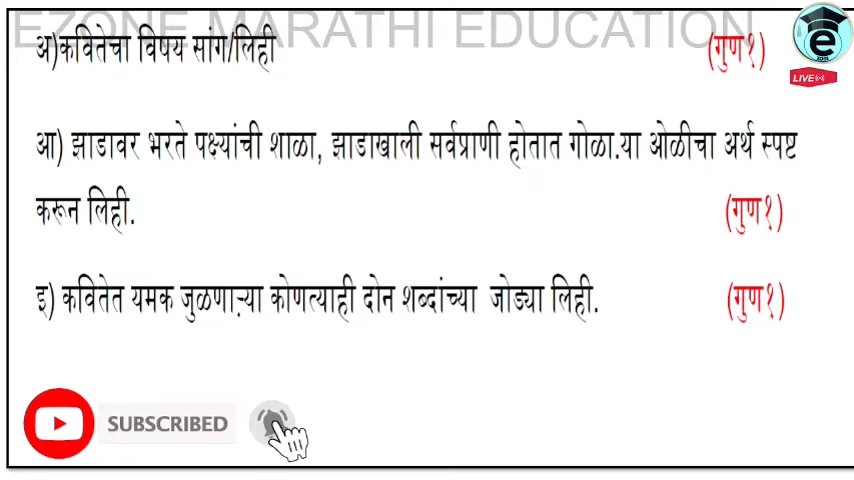 EZONE MARATHI EDUCATION
अ)कवितेचा विषय सांग/लिही (गुण१)
e
EZONE
LIVE
आ) झाडावर भरते पक्ष्यांची शाळा, झाडाखाली सर्वप्राणी होतात गोळा.या ओळीचा अर्थ स्पष्ट
करून लिही. (गुण१)
इ) कवितेत यमक जुळणाऱ्या कोणत्याही दोन शब्दांच्या जोड्या लिही. (गुण१)
SUBSCRIBED